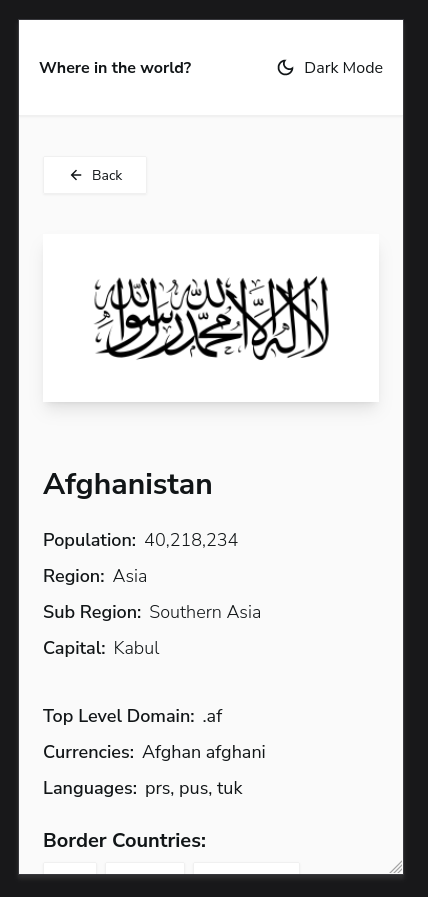 Where in the world?
Dark Mode
Back
لا إله إلا الله محمد رسول الله
Afghanistan
Population: 40,218,234
Region: Asia
Sub Region: Southern Asia
Capital: Kabul
Top Level Domain: .af
Currencies: Afghan afghani
Languages: prs, pus, tuk
Border Countries: